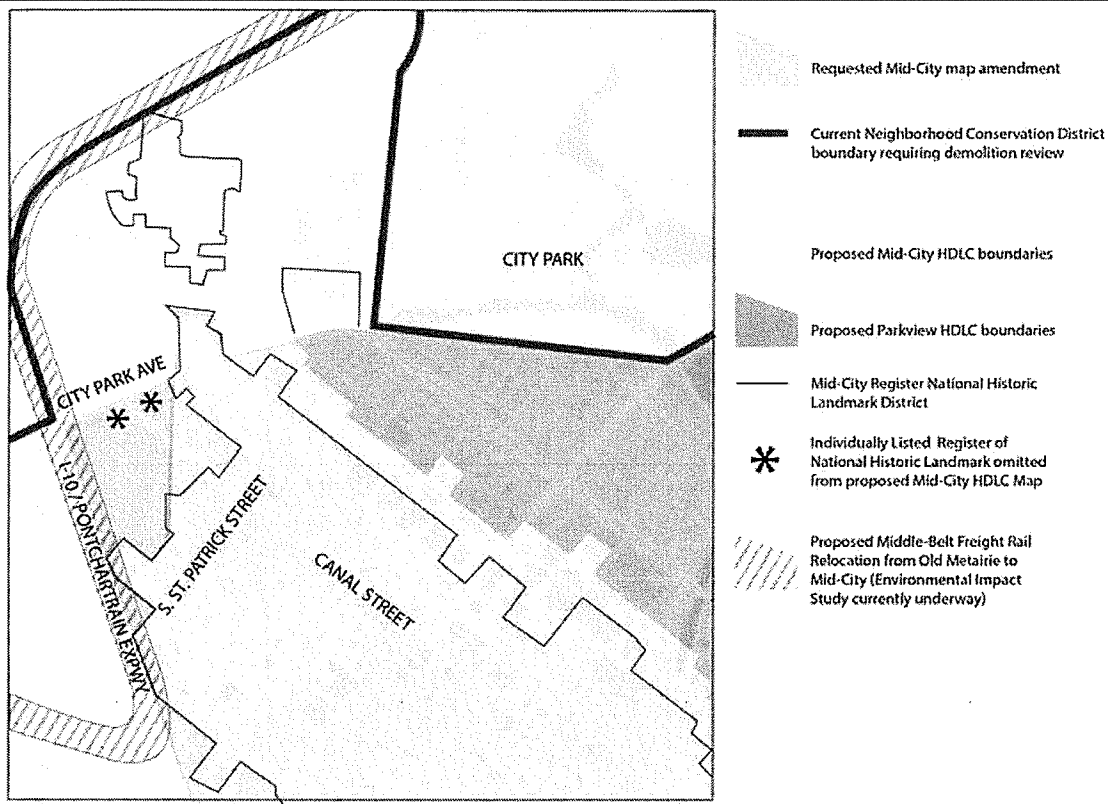 CITY PARK
CITY PARK AVE
I-10 / PONTCHARTRAIN EXPWY
S. ST. PATRICK STREET
CANAL STREET
Requested Mid-City map amendment
Current Neighborhood Conservation District
boundary requiring demolition review
Proposed Mid-City HDLC boundaries
Proposed Parkview HDLC boundaries
Mid-City Register National Historic
Landmark District
Individually Listed Register of
National Historic Landmark omitted
from proposed Mid-City HDLC Map
Proposed Middle-Belt Freight Rail
Relocation from Old Metairie to
Mid-City (Environmental Impact
Study currently underway)